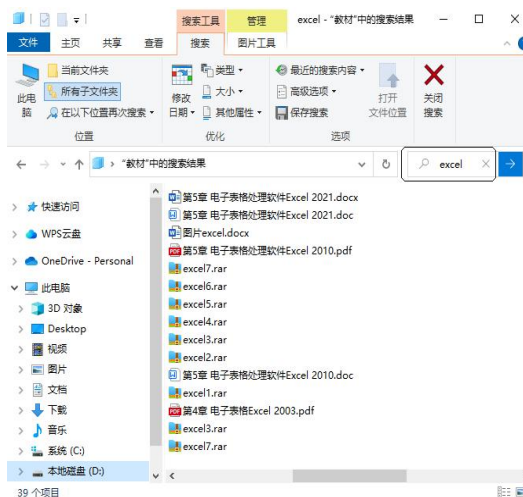 搜索工具 管理 excel - “教材”中的搜索结果
文件 主页 共享 查看 搜索 图片工具
此电脑
当前文件夹
所有子文件夹
在以下位置再次搜索
位置
修改日期
类型
大小
其他属性
优化
最近的搜索内容
高级选项
保存搜索
打开文件位置
选项
关闭搜索
“教材”中的搜索结果 excel
快速访问
WPS云盘
OneDrive - Personal
此电脑
3D 对象
Desktop
视频
图片
文档
下载
音乐
系统 (C:)
本地磁盘 (D:)
第5章 电子表格处理软件Excel 2021.docx
第5章 电子表格处理软件Excel 2021.doc
图片excel.docx
第5章 电子表格处理软件Excel 2010.pdf
excel7.rar
excel6.rar
excel5.rar
excel4.rar
excel3.rar
excel2.rar
第5章 电子表格处理软件Excel 2010.doc
excel1.rar
第4章 电子表格Excel 2003.pdf
excel3.rar
excel7.rar
39 个项目